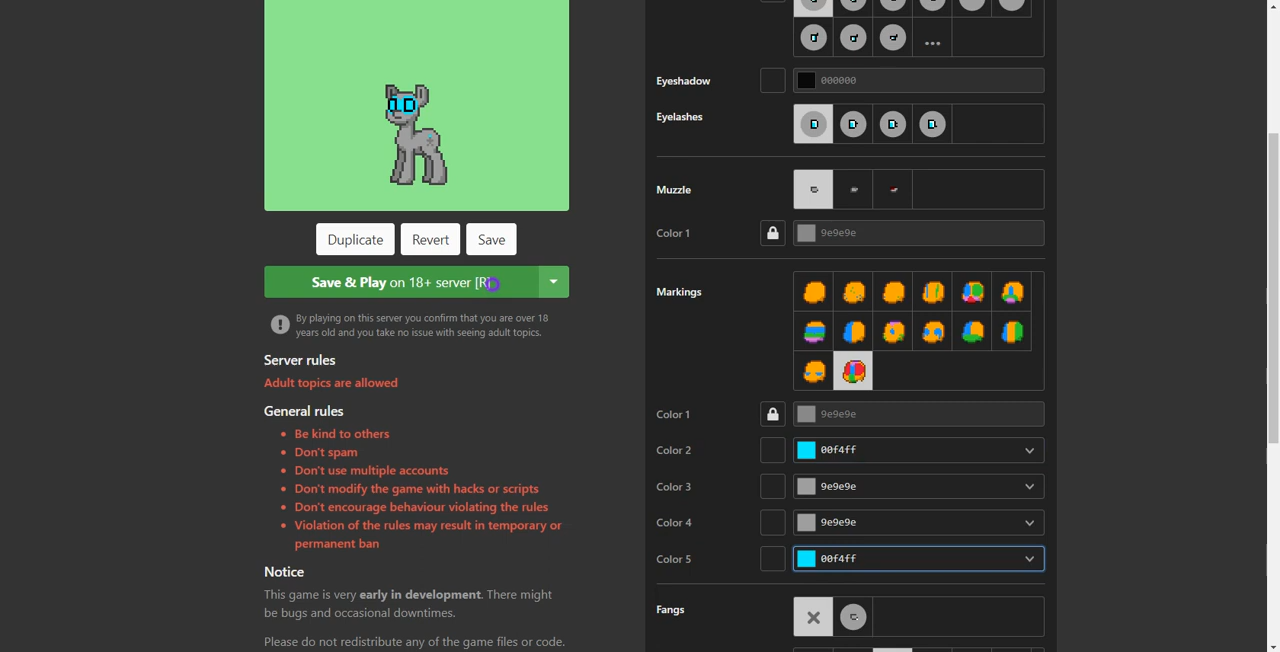 Duplicate
Revert
Save
Save & Play on 18+ server [R]
By playing on this server you confirm that you are over 18
years old and you take no issue with seeing adult topics.
Server rules
Adult topics are allowed
General rules
Be kind to others
Don't spam
Don't use multiple accounts
Don't modify the game with hacks or scripts
Don't encourage behaviour violating the rules
Violation of the rules may result in temporary or
permanent ban
Notice
This game is very early in development. There might
be bugs and occasional downtimes.
Please do not redistribute any of the game files or code.
...
Eyeshadow
000000
Eyelashes
Muzzle
Color 1
9e9e9e
Markings
Color 1
9e9e9e
Color 2
00f4ff
Color 3
9e9e9e
Color 4
9e9e9e
Color 5
00f4ff
Fangs